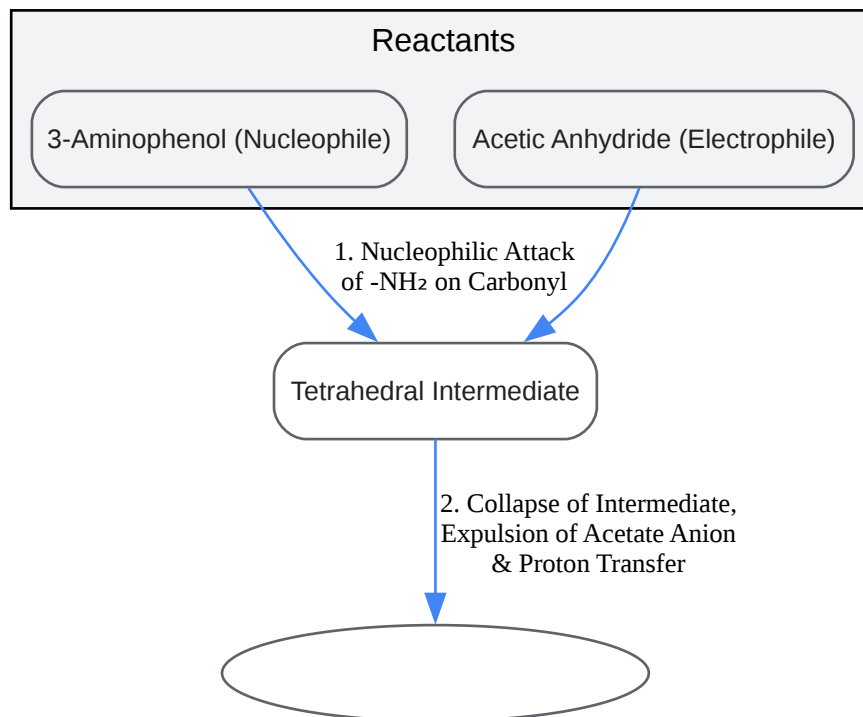 Reactants
3-Aminophenol (Nucleophile)
Acetic Anhydride (Electrophile)
1. Nucleophilic Attack
of -NH₂ on Carbonyl
Tetrahedral Intermediate
2. Collapse of Intermediate,
Expulsion of Acetate Anion
& Proton Transfer